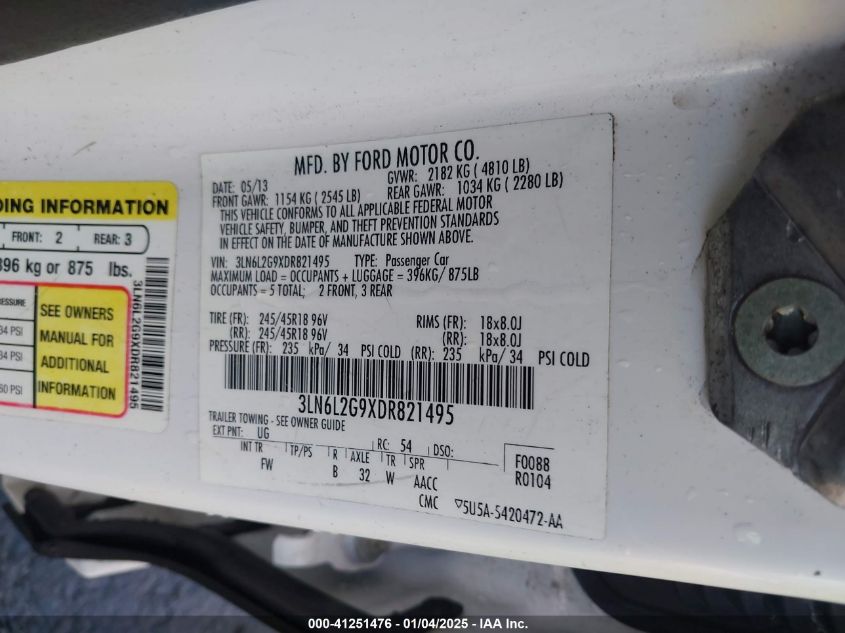 DING INFORMATION
FRONT: 2 REAR: 3
396 kg or 875 lbs.
PRESSURE
34 PSI
34 PSI
60 PSI
SEE OWNERS
MANUAL FOR
ADDITIONAL
INFORMATION
3LN6L2G9XDR821495
MFD. BY FORD MOTOR CO.
DATE: 05/13 GVWR: 2182 KG ( 4810 LB)
FRONT GAWR: 1154 KG ( 2545 LB) REAR GAWR: 1034 KG ( 2280 LB)
THIS VEHICLE CONFORMS TO ALL APPLICABLE FEDERAL MOTOR
VEHICLE SAFETY, BUMPER, AND THEFT PREVENTION STANDARDS
IN EFFECT ON THE DATE OF MANUFACTURE SHOWN ABOVE.
VIN: 3LN6L2G9XDR821495 TYPE: Passenger Car
MAXIMUM LOAD = OCCUPANTS + LUGGAGE = 396KG/ 875LB
OCCUPANTS = 5 TOTAL; 2 FRONT, 3 REAR
TIRE (FR): 245/45R18 96V RIMS (FR): 18x8.0J
(RR): 245/45R18 96V (RR): 18x8.0J
PRESSURE (FR): 235 kPa/ 34 PSI COLD (RR): 235 kPa/ 34 PSI COLD
3LN6L2G9XDR821495
TRAILER TOWING - SEE OWNER GUIDE
EXT PNT: UG RC: 54 DSO:
INT TR TP/PS R AXLE TR SPR F0088
FW B 32 W AACC R0104
CMC ▽5U5A-5420472-AA
000-41251476 - 01/04/2025 - IAA Inc.